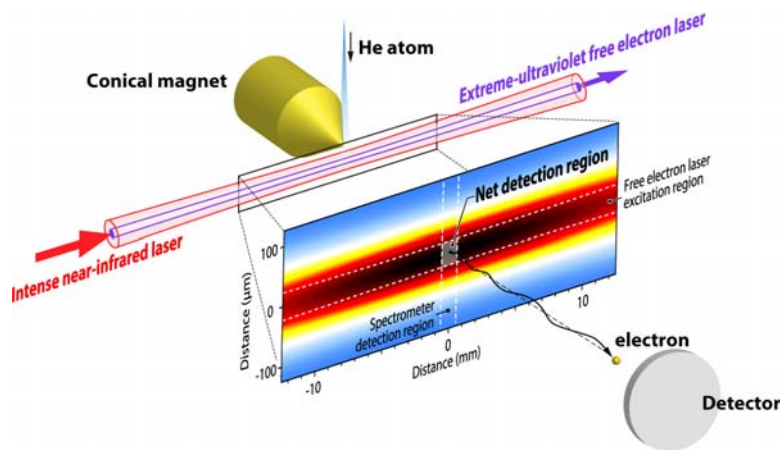 He atom
Conical magnet
Extreme-ultraviolet free electron laser
Net detection region
Free electron laser
excitation region
Intense near-infrared laser
100
0
-100
Distance (µm)
Spectrometer
detection region
-10
0
10
Distance (mm)
electron
Detector